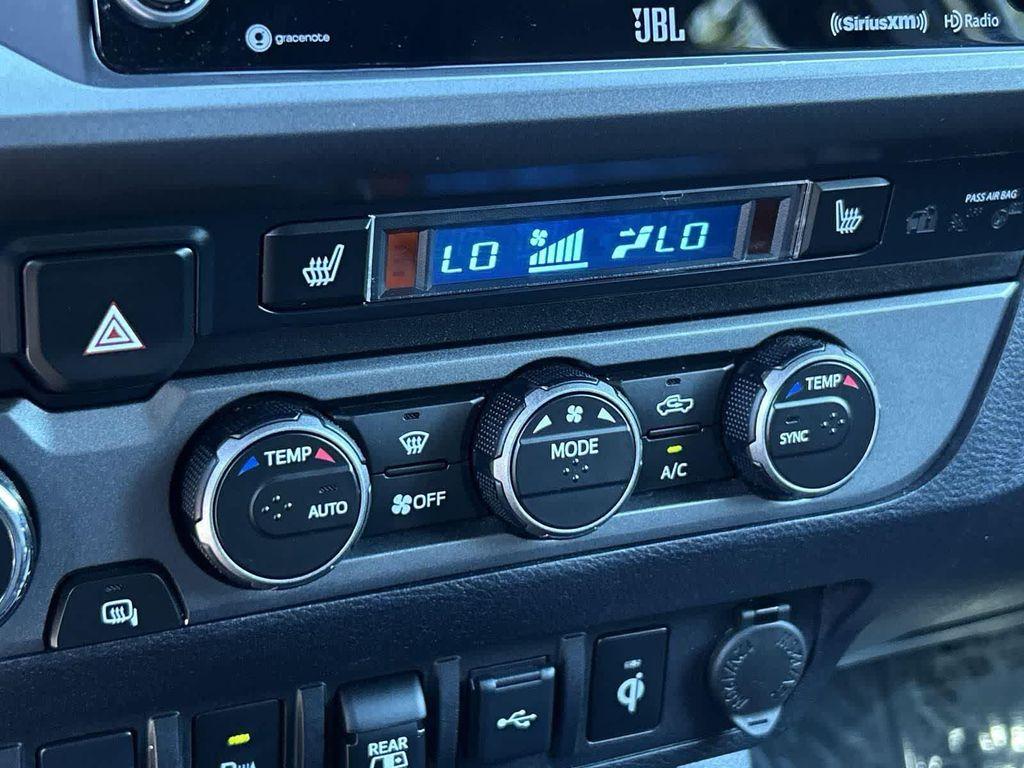 gracenote
JBL
((SiriusXM))
HD Radio
PASS AIR BAG
LO
LO
TEMP
AUTO
OFF
MODE
A/C
TEMP
SYNC
REAR